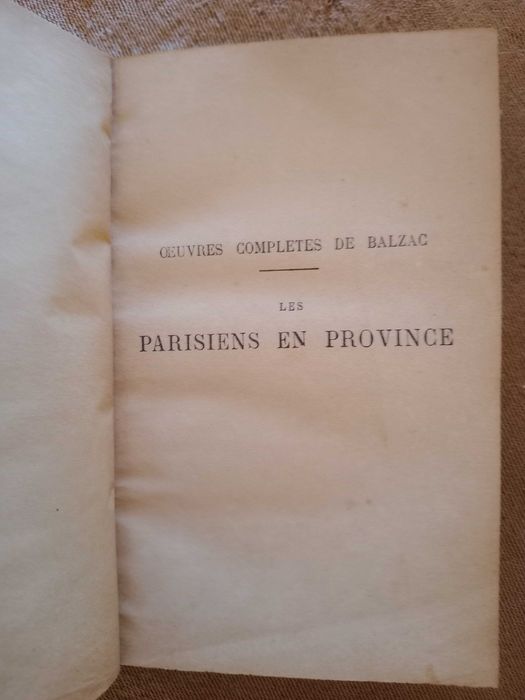 ŒUVRES COMPLETES DE BALZAC
LES
PARISIENS EN PROVINCE